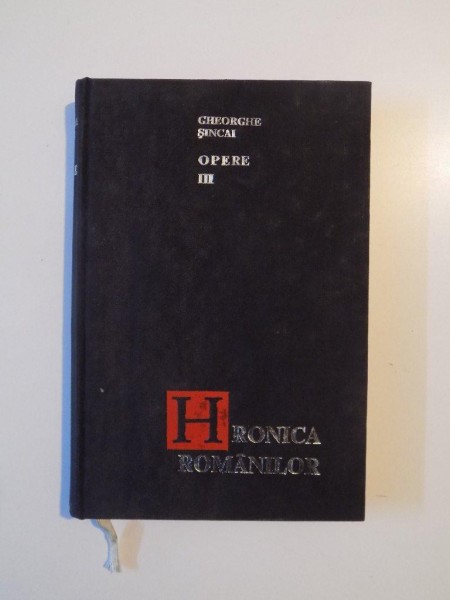 GHEORGHE
ŞINCAI
OPERE
III
HRONICA
ROMÂNILOR